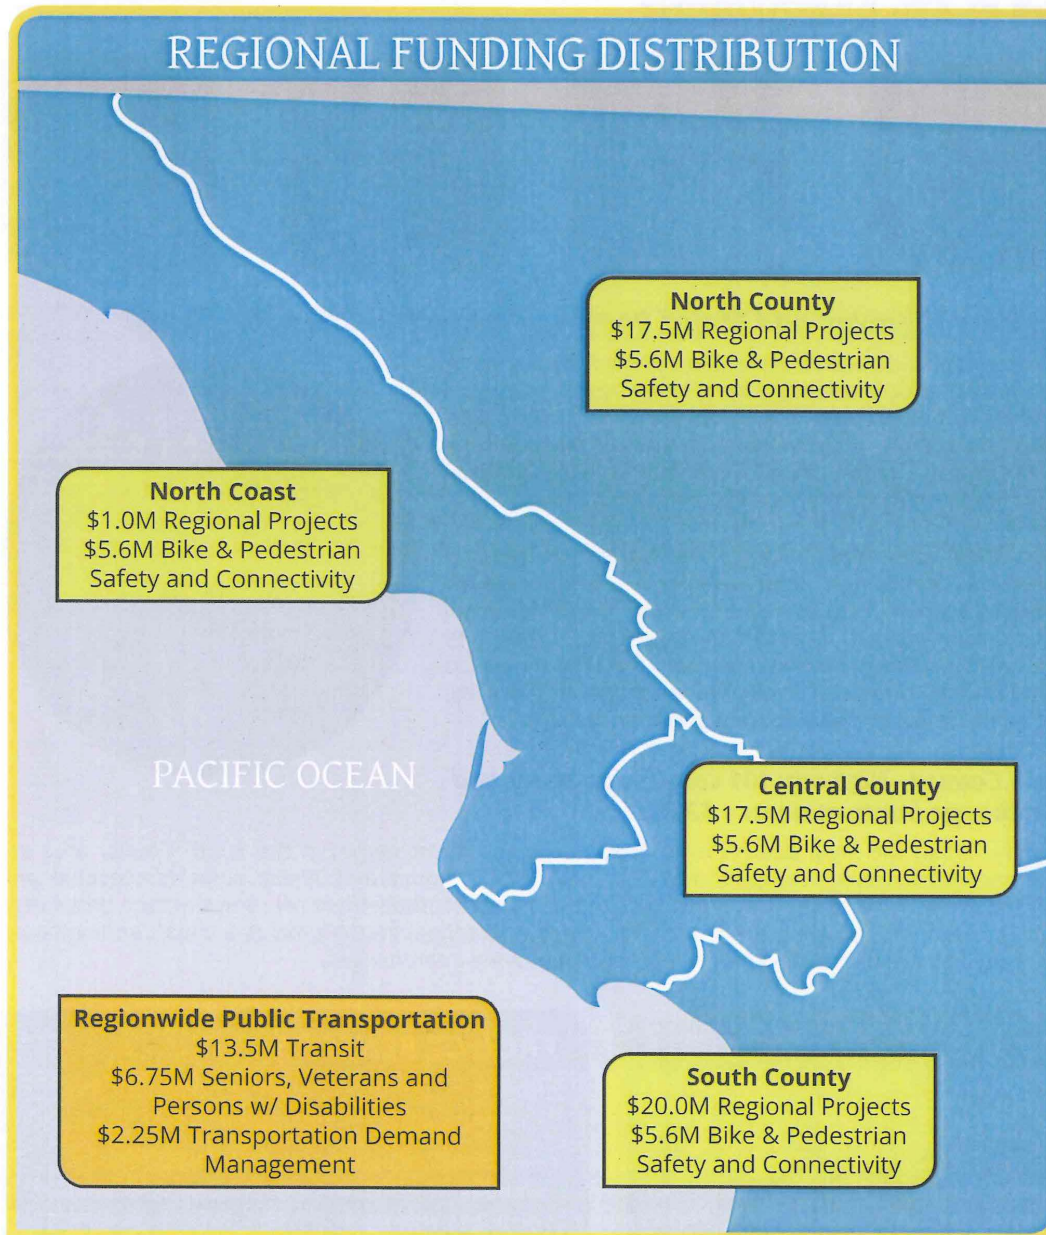 REGIONAL FUNDING DISTRIBUTION
North County
$17.5M Regional Projects
$5.6M Bike & Pedestrian
Safety and Connectivity
North Coast
$1.0M Regional Projects
$5.6M Bike & Pedestrian
Safety and Connectivity
PACIFIC OCEAN
Central County
$17.5M Regional Projects
$5.6M Bike & Pedestrian
Safety and Connectivity
Regionwide Public Transportation
$13.5M Transit
$6.75M Seniors, Veterans and
Persons w/ Disabilities
$2.25M Transportation Demand
Management
South County
$20.0M Regional Projects
$5.6M Bike & Pedestrian
Safety and Connectivity